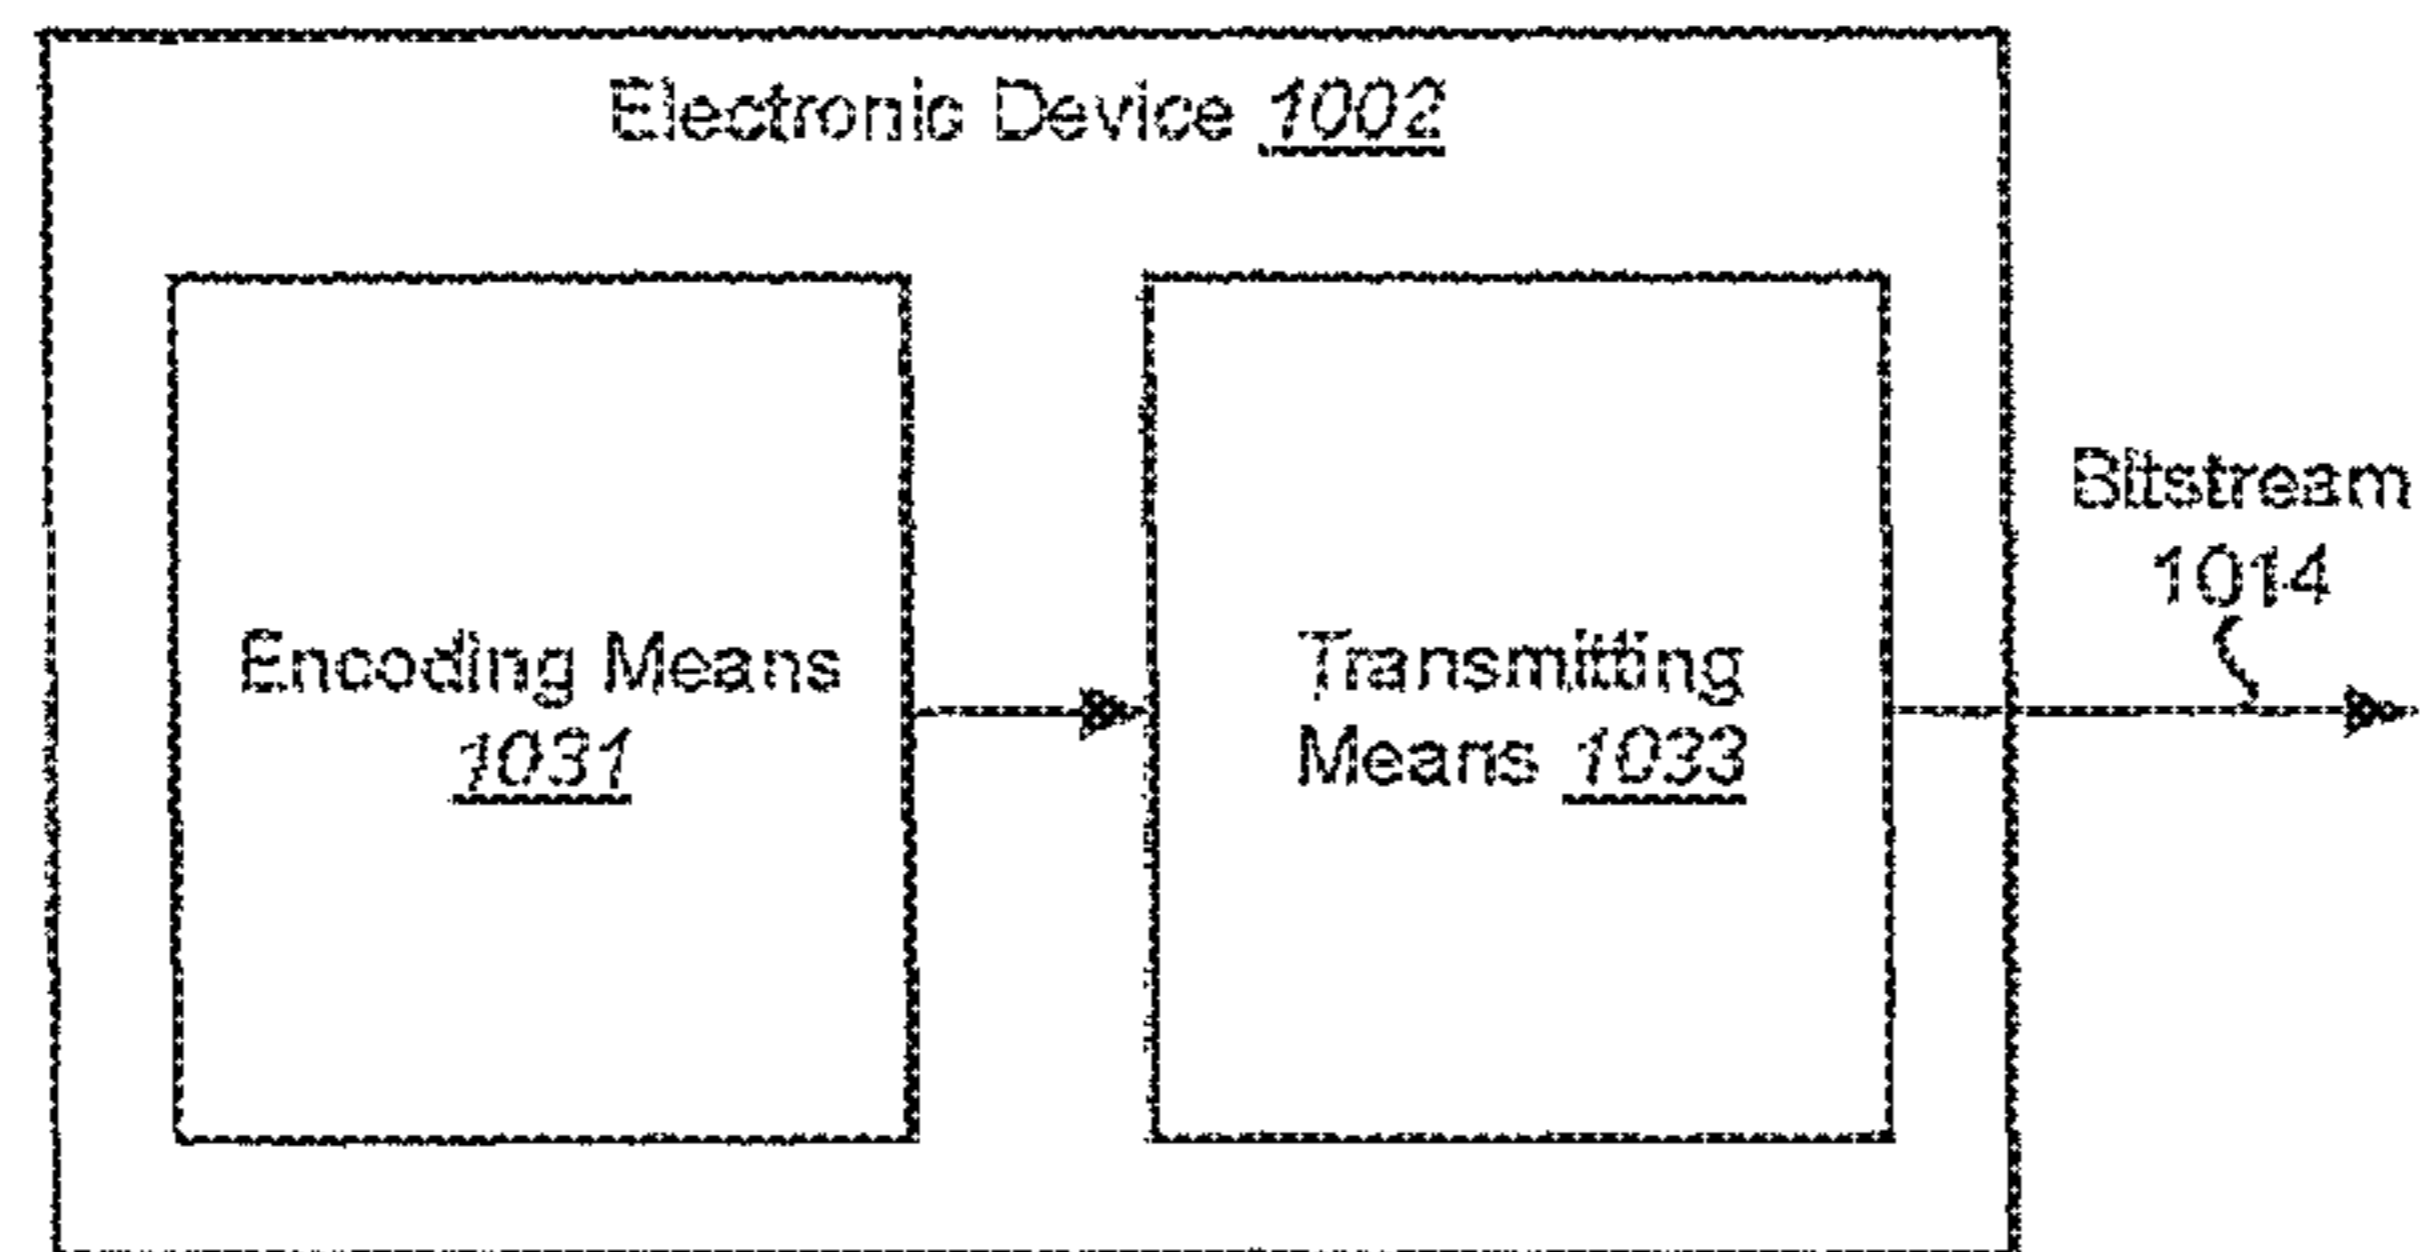 Electronic Device 1002
Encoding Means
1031
Transmitting
Means 1033
Bitstream
1014